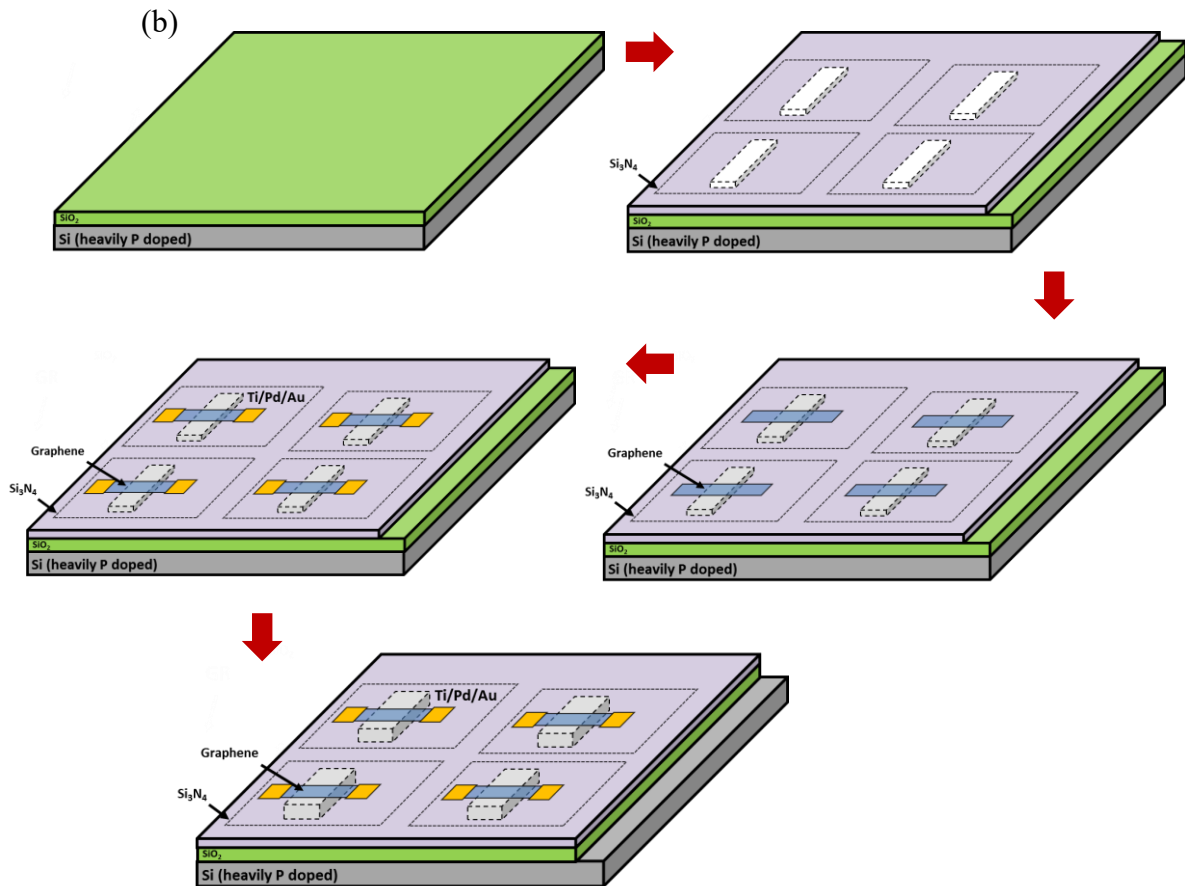 (b)
SiO₂
Si (heavily P doped)
Si₃N₄
SiO₂
Si (heavily P doped)
Ti/Pd/Au
Graphene
Si₃N₄
SiO₂
Si (heavily P doped)
Graphene
Si₃N₄
SiO₂
Si (heavily P doped)
Ti/Pd/Au
Graphene
Si₃N₄
SiO₂
Si (heavily P doped)